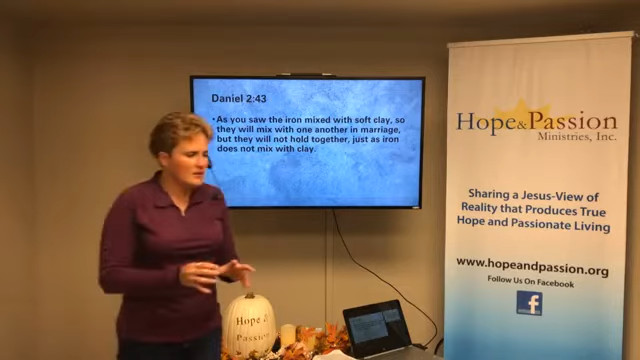 Daniel 2:43
•As you saw the iron mixed with soft clay, so
they will mix with one another in marriage,
but they will not hold together, just as iron
does not mix with clay.
Hope&Passion
Ministries, Inc.
Sharing a Jesus-View of
Reality that Produces True
Hope and Passionate Living
www.hopeandpassion.org
Follow Us On Facebook
f
Hope &
Passion